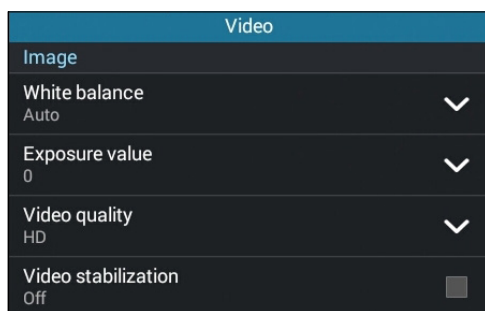 Video
Image
White balance
Auto
Exposure value
0
Video quality
HD
Video stabilization
Off